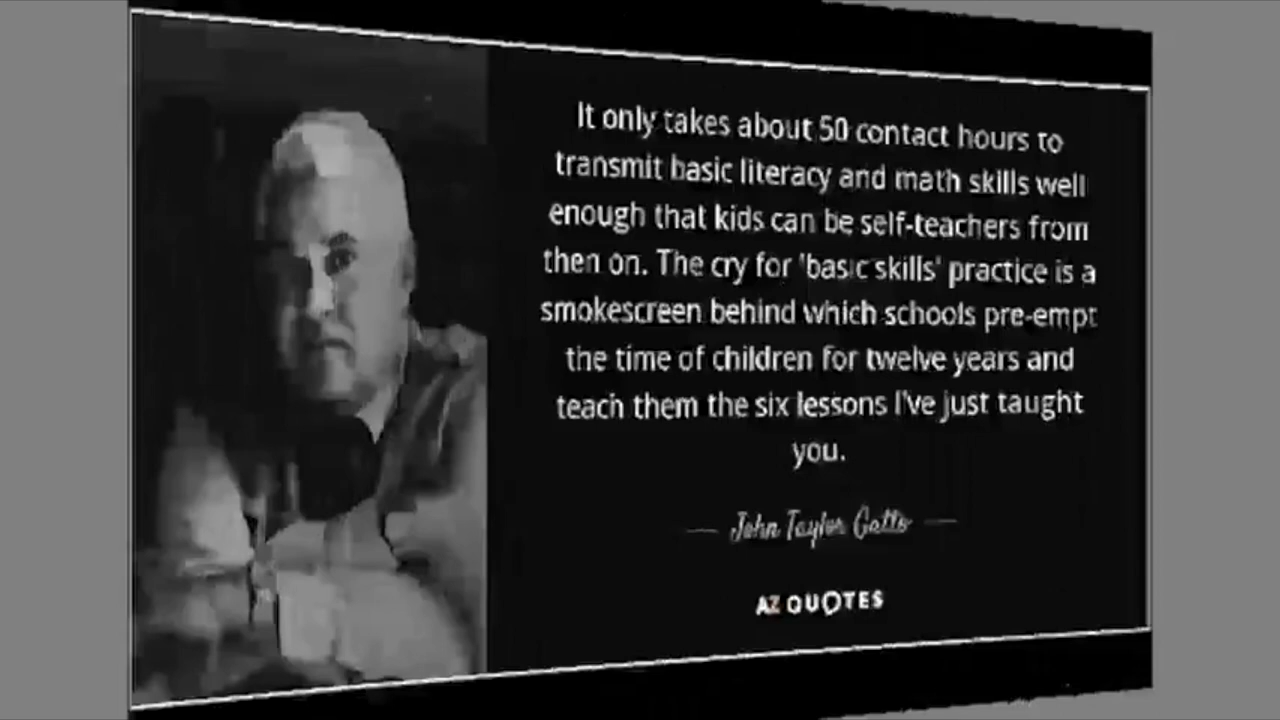 It only takes about 50 contact hours to
transmit basic literacy and math skills well
enough that kids can be self-teachers from
then on. The cry for 'basic skills' practice is a
smokescreen behind which schools pre-empt
the time of children for twelve years and
teach them the six lessons I've just taught
you.
— John Taylor Gatto —
AZ QUOTES